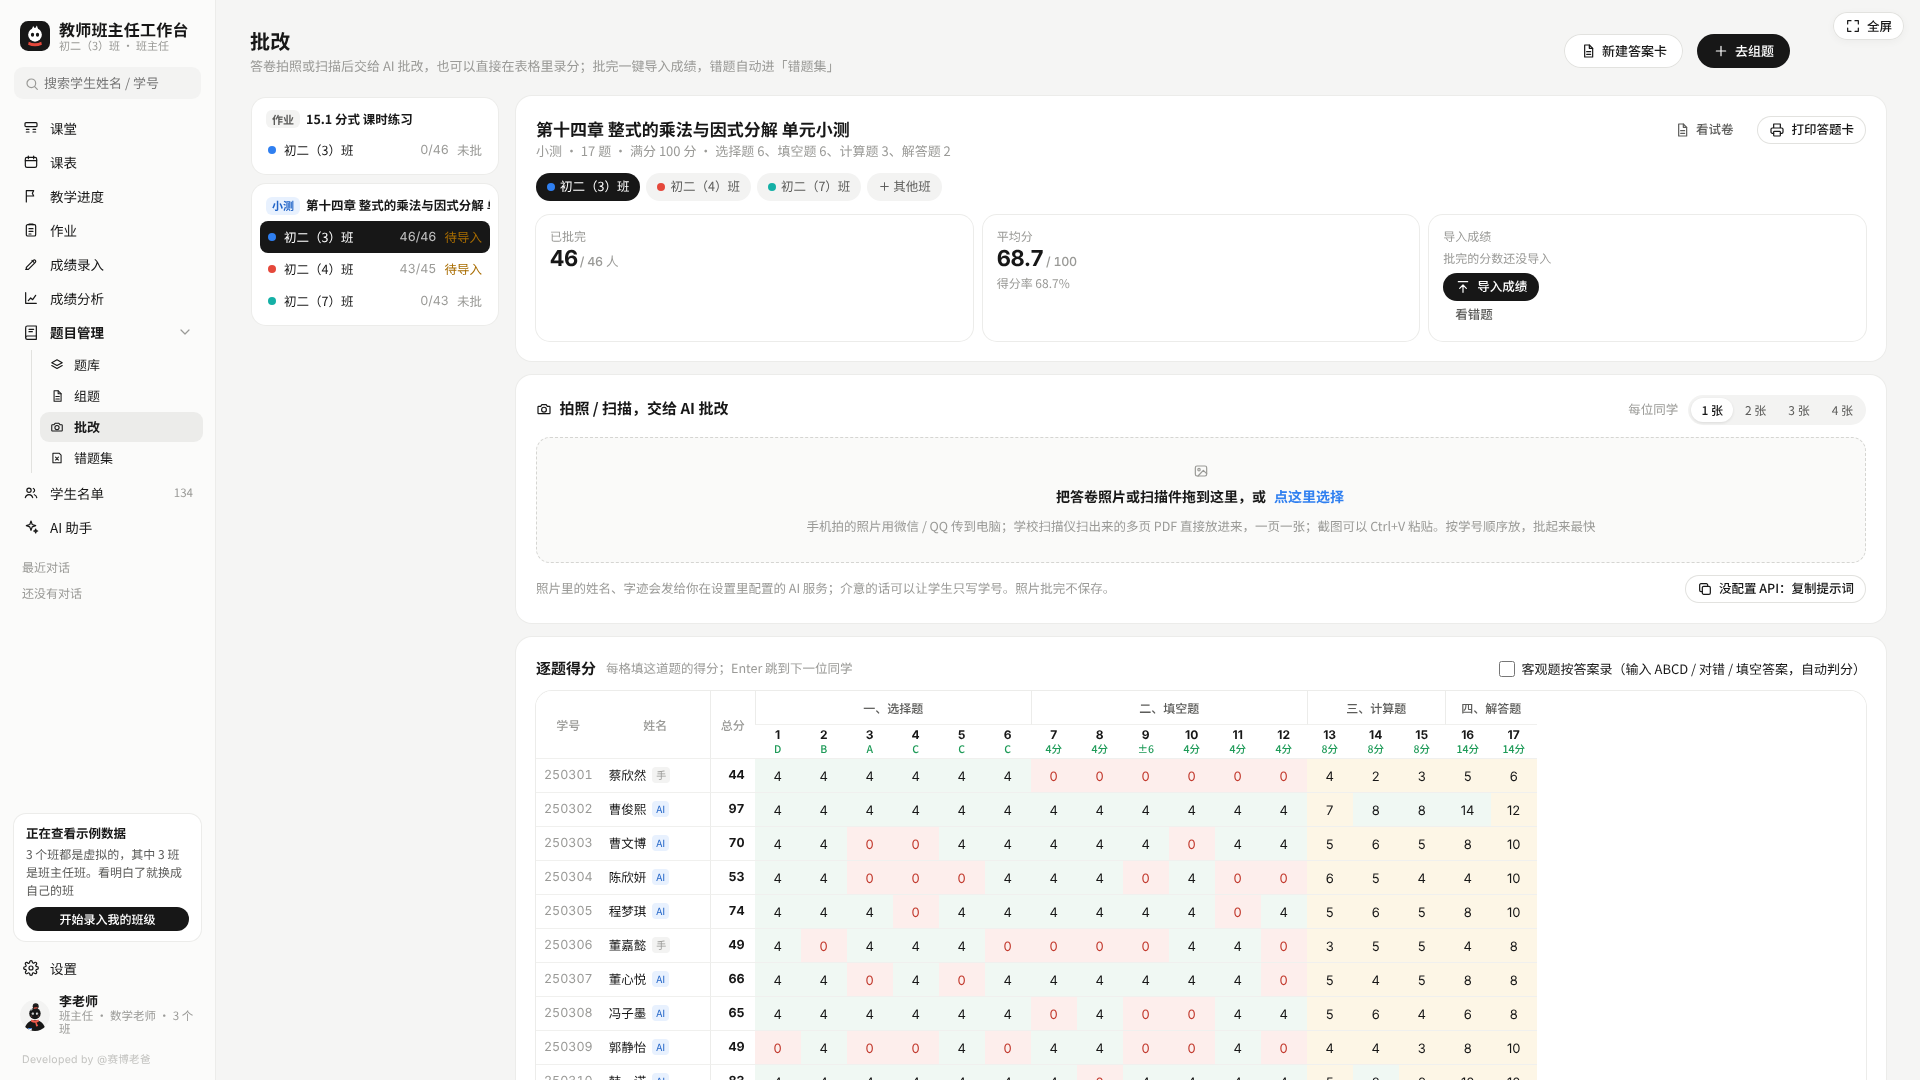 教师班主任工作台
初二（3）班 · 班主任
搜索学生姓名 / 学号
课堂
课表
教学进度
作业
成绩录入
成绩分析
题目管理
题库
组题
批改
错题集
学生名单 134
AI 助手
最近对话
还没有对话
正在查看示例数据
3 个班都是虚拟的，其中 3 班
是班主任班。看明白了就换成
自己的班
开始录入我的班级
设置
李老师
班主任 · 数学老师 · 3 个
班
Developed by @赛博老爸
批改
答卷拍照或扫描后交给 AI 批改，也可以直接在表格里录分；批完一键导入成绩，错题自动进「错题集」
新建答案卡
去组题
全屏
作业 15.1 分式 课时练习
初二（3）班 0/46 未批
小测 第十四章 整式的乘法与因式分解
初二（3）班 46/46 待导入
初二（4）班 43/45 待导入
初二（7）班 0/43 未批
第十四章 整式的乘法与因式分解 单元小测
小测 · 17 题 · 满分 100 分 · 选择题 6、填空题 6、计算题 3、解答题 2
看试卷
打印答题卡
初二（3）班 初二（4）班 初二（7）班 + 其他班
已批完
46 / 46 人
平均分
68.7 / 100
得分率 68.7%
导入成绩
批完的分数还没导入
导入成绩
看错题
拍照 / 扫描，交给 AI 批改
每位同学 1 张 2 张 3 张 4 张
把答卷照片或扫描件拖到这里，或 点这里选择
手机拍的照片用微信 / QQ 传到电脑；学校扫描仪扫出来的多页 PDF 直接放进来，一页一张；截图可以 Ctrl+V 粘贴。按学号顺序放，批起来最快
照片里的姓名、字迹会发给你在设置里配置的 AI 服务；介意的话可以让学生只写学号。照片批完不保存。
没配置 API：复制提示词
逐题得分 每格填这道题的得分；Enter 跳到下一位同学
客观题按答案录（输入 ABCD / 对错 / 填空答案，自动判分）
学号 姓名 总分 一、选择题 二、填空题 三、计算题 四、解答题
1 2 3 4 5 6 7 8 9 10 11 12 13 14 15 16 17
D B A C C C 4分 4分 ±6 4分 4分 4分 8分 8分 8分 14分 14分
250301 蔡欣然 手 44 4 4 4 4 4 4 0 0 0 0 0 0 4 2 3 5 6
250302 曹俊熙 AI 97 4 4 4 4 4 4 4 4 4 4 4 4 7 8 8 14 12
250303 曹文博 AI 70 4 4 0 0 4 4 4 4 4 0 4 4 5 6 5 8 10
250304 陈欣妍 AI 53 4 4 0 0 0 4 4 4 0 4 0 0 6 5 4 4 10
250305 程梦琪 AI 74 4 4 4 0 4 4 4 4 4 4 0 4 5 6 5 8 10
250306 董嘉懿 手 49 4 0 4 4 4 0 0 0 0 4 4 0 3 5 5 4 8
250307 董心悦 AI 66 4 4 0 4 0 4 4 4 4 4 4 0 5 4 5 8 8
250308 冯子墨 AI 65 4 4 4 4 4 4 0 4 0 0 4 4 5 6 4 6 8
250309 郭静怡 AI 49 0 4 0 0 4 0 4 4 0 0 4 0 4 4 3 8 10